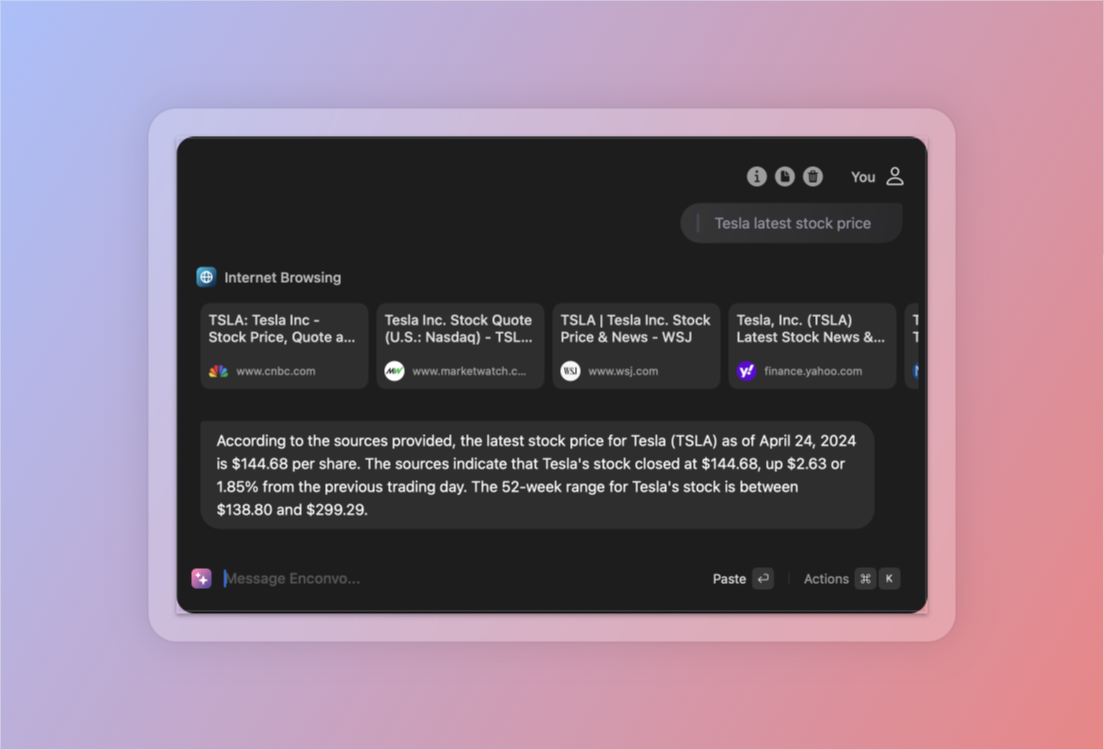 You
Tesla latest stock price
Internet Browsing
TSLA: Tesla Inc -
Stock Price, Quote a...
www.cnbc.com
Tesla Inc. Stock Quote
(U.S.: Nasdaq) - TSL...
MW
www.marketwatch.c...
TSLA | Tesla Inc. Stock
Price & News - WSJ
WSJ
www.wsj.com
Tesla, Inc. (TSLA)
Latest Stock News &...
y!
finance.yahoo.com
According to the sources provided, the latest stock price for Tesla (TSLA) as of April 24, 2024
is $144.68 per share. The sources indicate that Tesla's stock closed at $144.68, up $2.63 or
1.85% from the previous trading day. The 52-week range for Tesla's stock is between
$138.80 and $299.29.
Message Enconvo...
Paste ↵
Actions ⌘ K